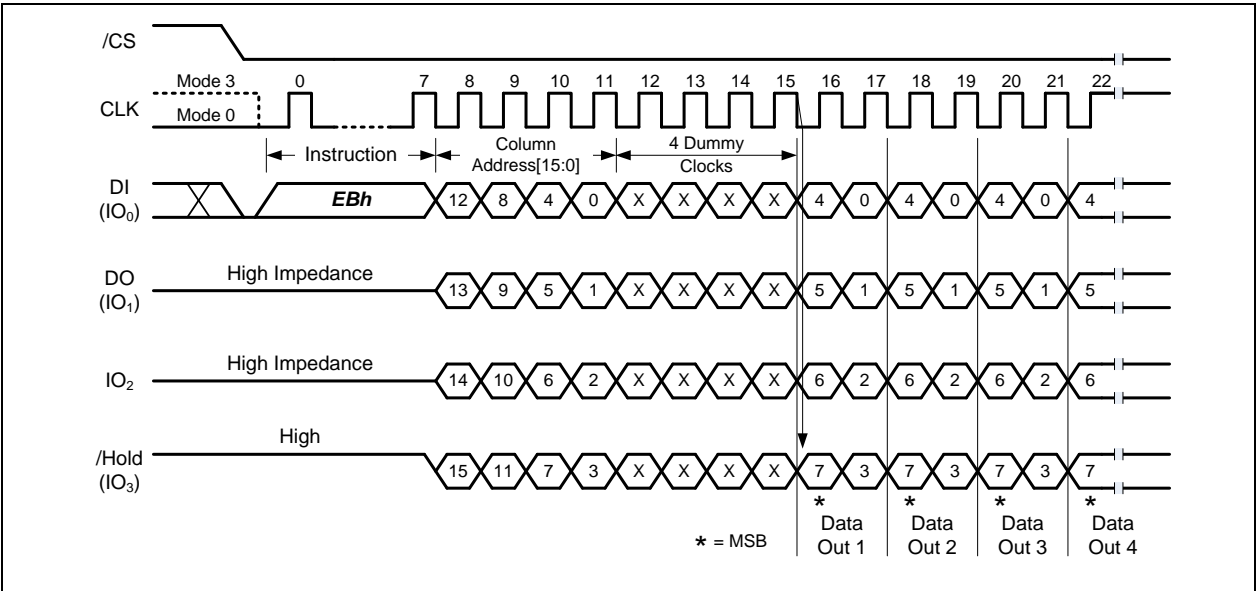 /CS
Mode 3 0 7 8 9 10 11 12 13 14 15 16 17 18 19 20 21 22
CLK
Mode 0
Instruction
Column
Address[15:0]
4 Dummy
Clocks
DI
(IO0)
EBh 12 8 4 0 X X X X 4 0 4 0 4 0 4
DO
(IO1)
High Impedance
13 9 5 1 X X X X 5 1 5 1 5 1 5
IO2
High Impedance
14 10 6 2 X X X X 6 2 6 2 6 2 6
/Hold
(IO3)
High
15 11 7 3 X X X X 7 3 7 3 7 3 7
* * * *
* = MSB
Data
Out 1
Data
Out 2
Data
Out 3
Data
Out 4